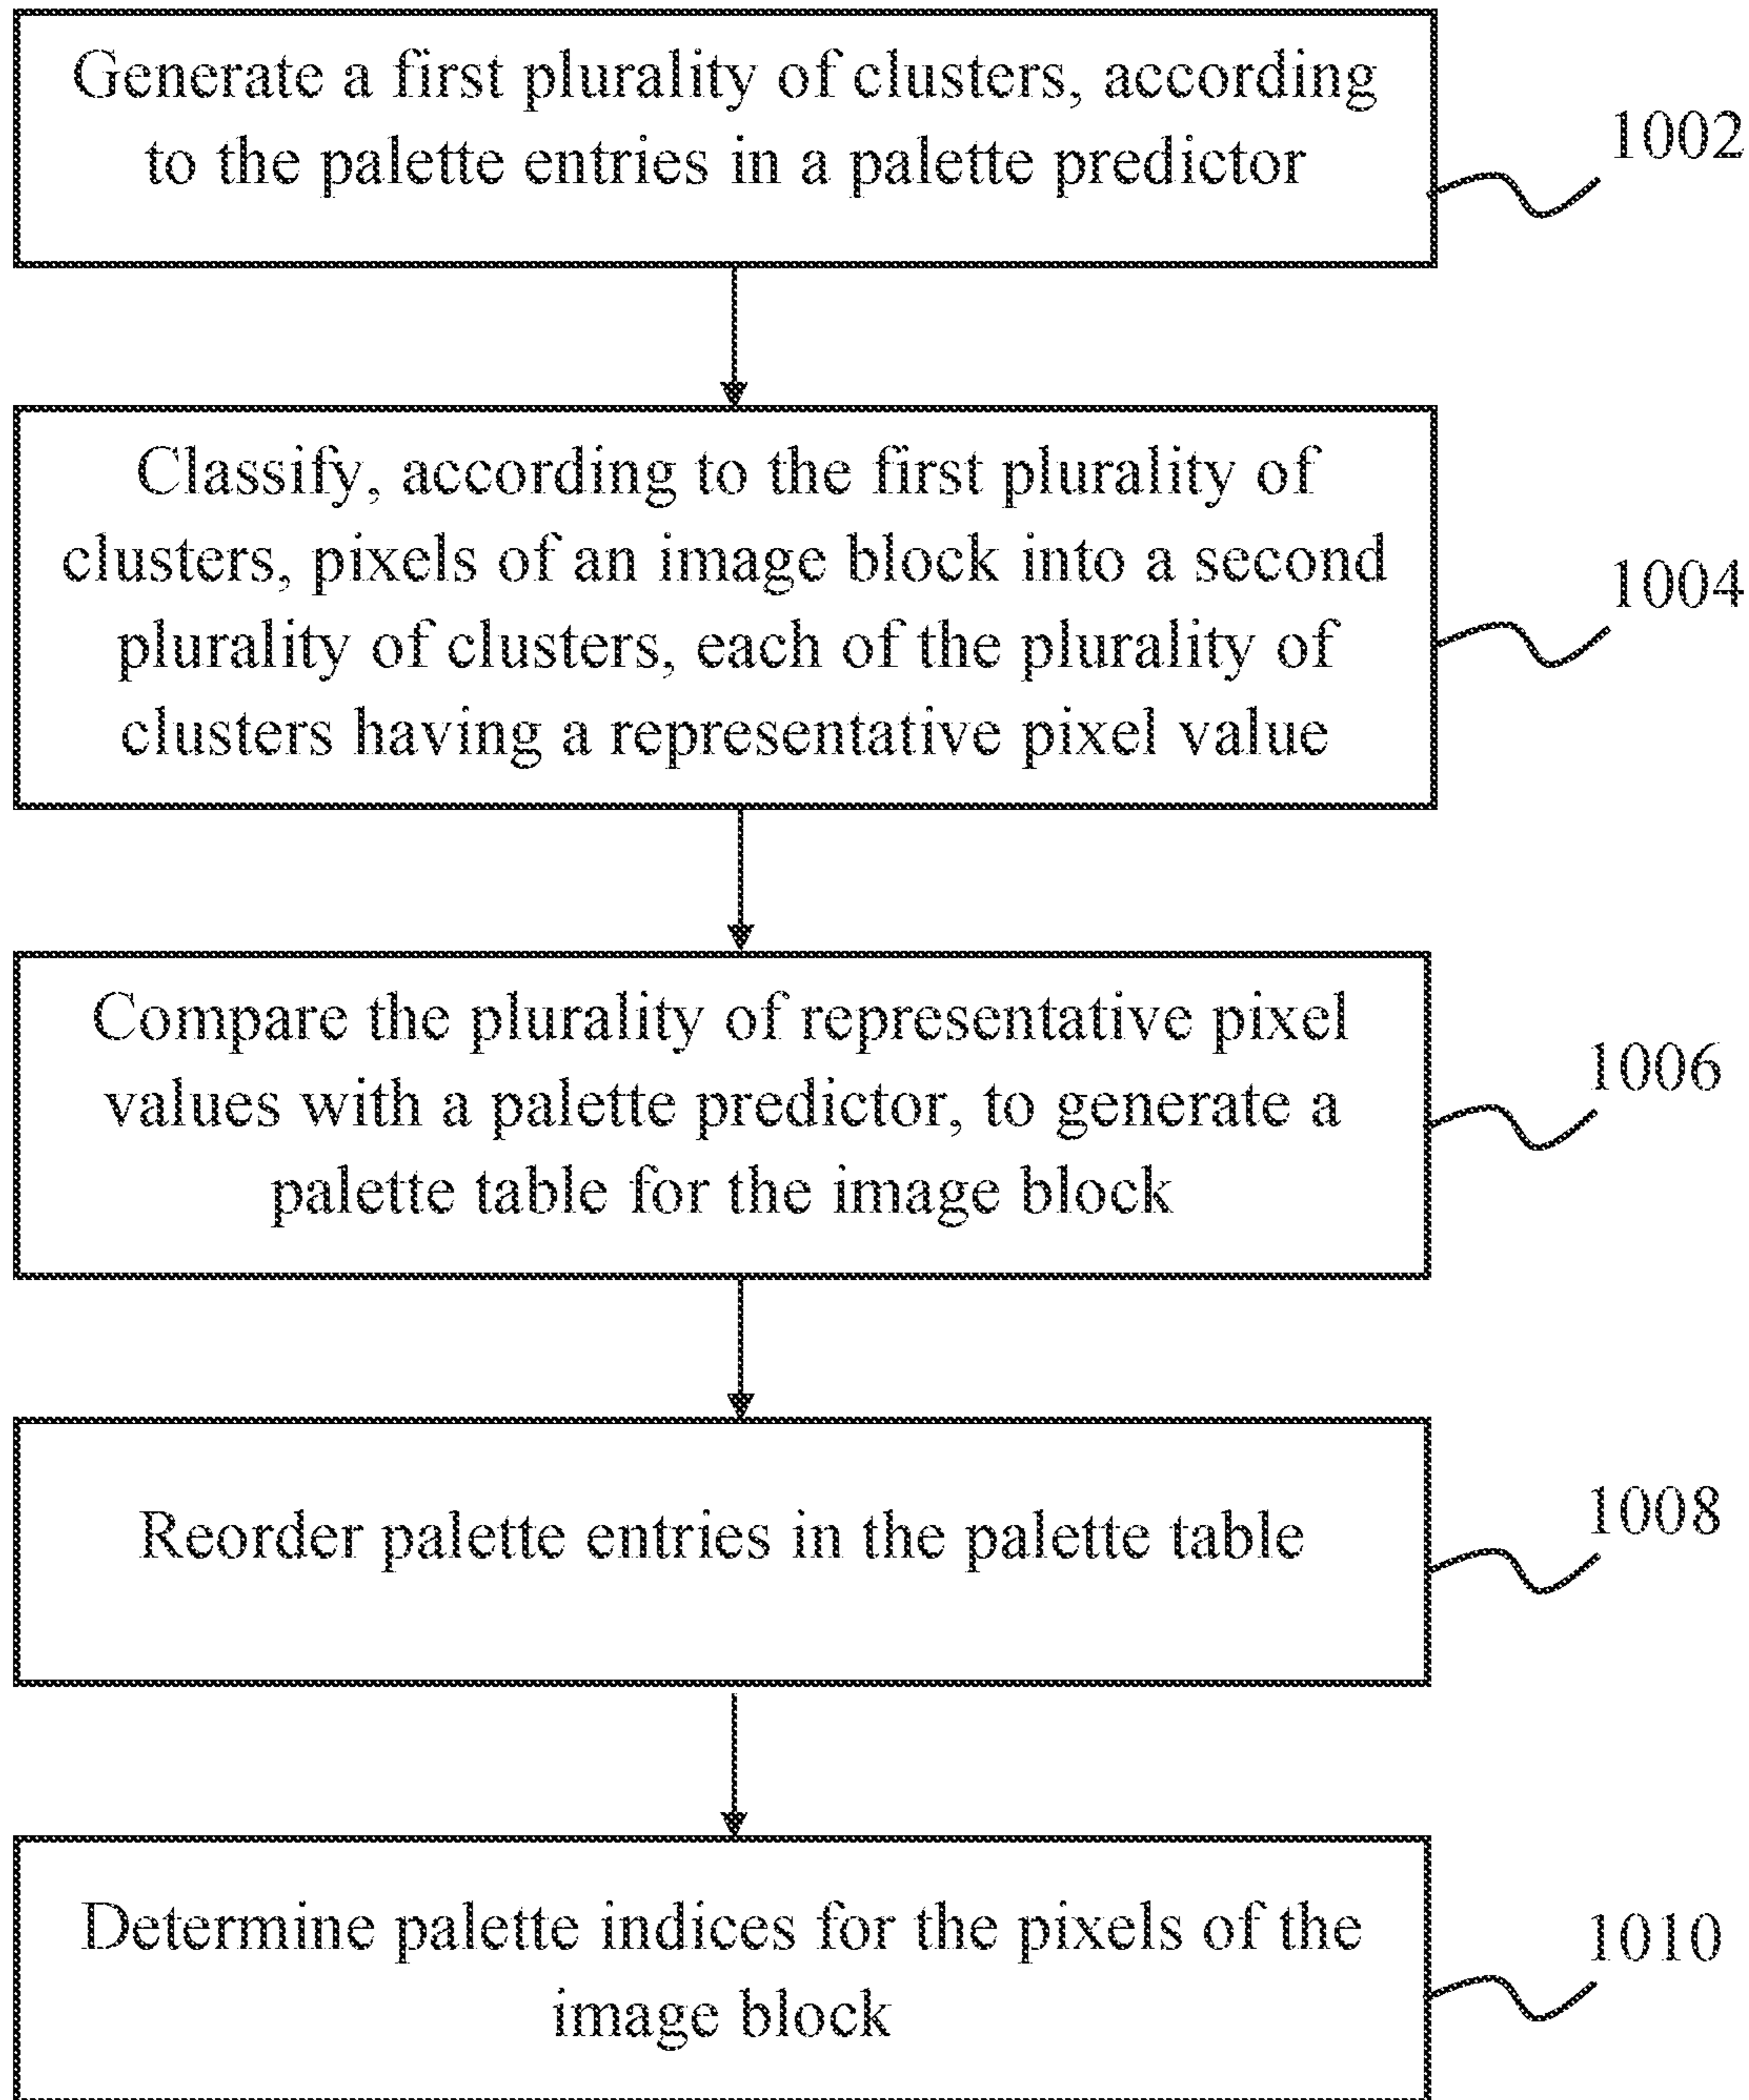 Generate a first plurality of clusters, according
to the palette entries in a palette predictor
1002
Classify, according to the first plurality of
clusters, pixels of an image block into a second
plurality of clusters, each of the plurality of
clusters having a representative pixel value
1004
Compare the plurality of representative pixel
values with a palette predictor, to generate a
palette table for the image block
1006
Reorder palette entries in the palette table
1008
Determine palette indices for the pixels of the
image block
1010